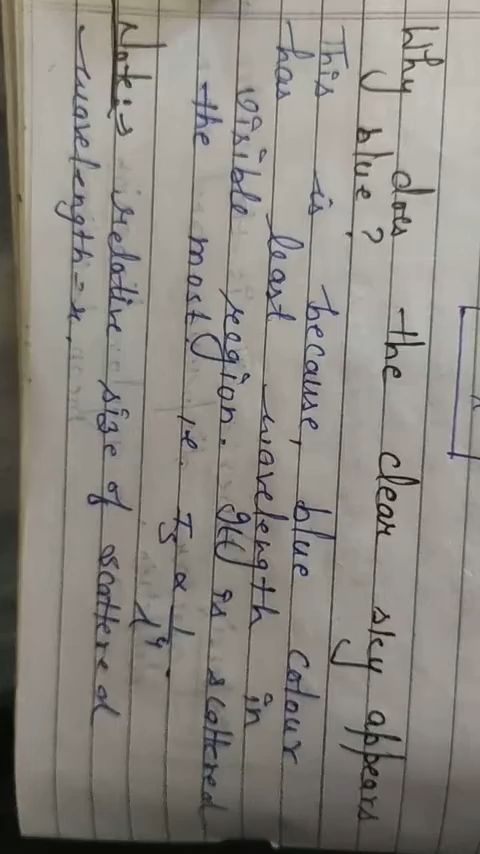 Why does the clear sky appears
blue?
This is because, blue colour
has least wavelength in
visible region. It is scattered
the most, i.e. Is ∝ 1/λ⁴.
Note:→ relative size of scattered
wavelength = x.